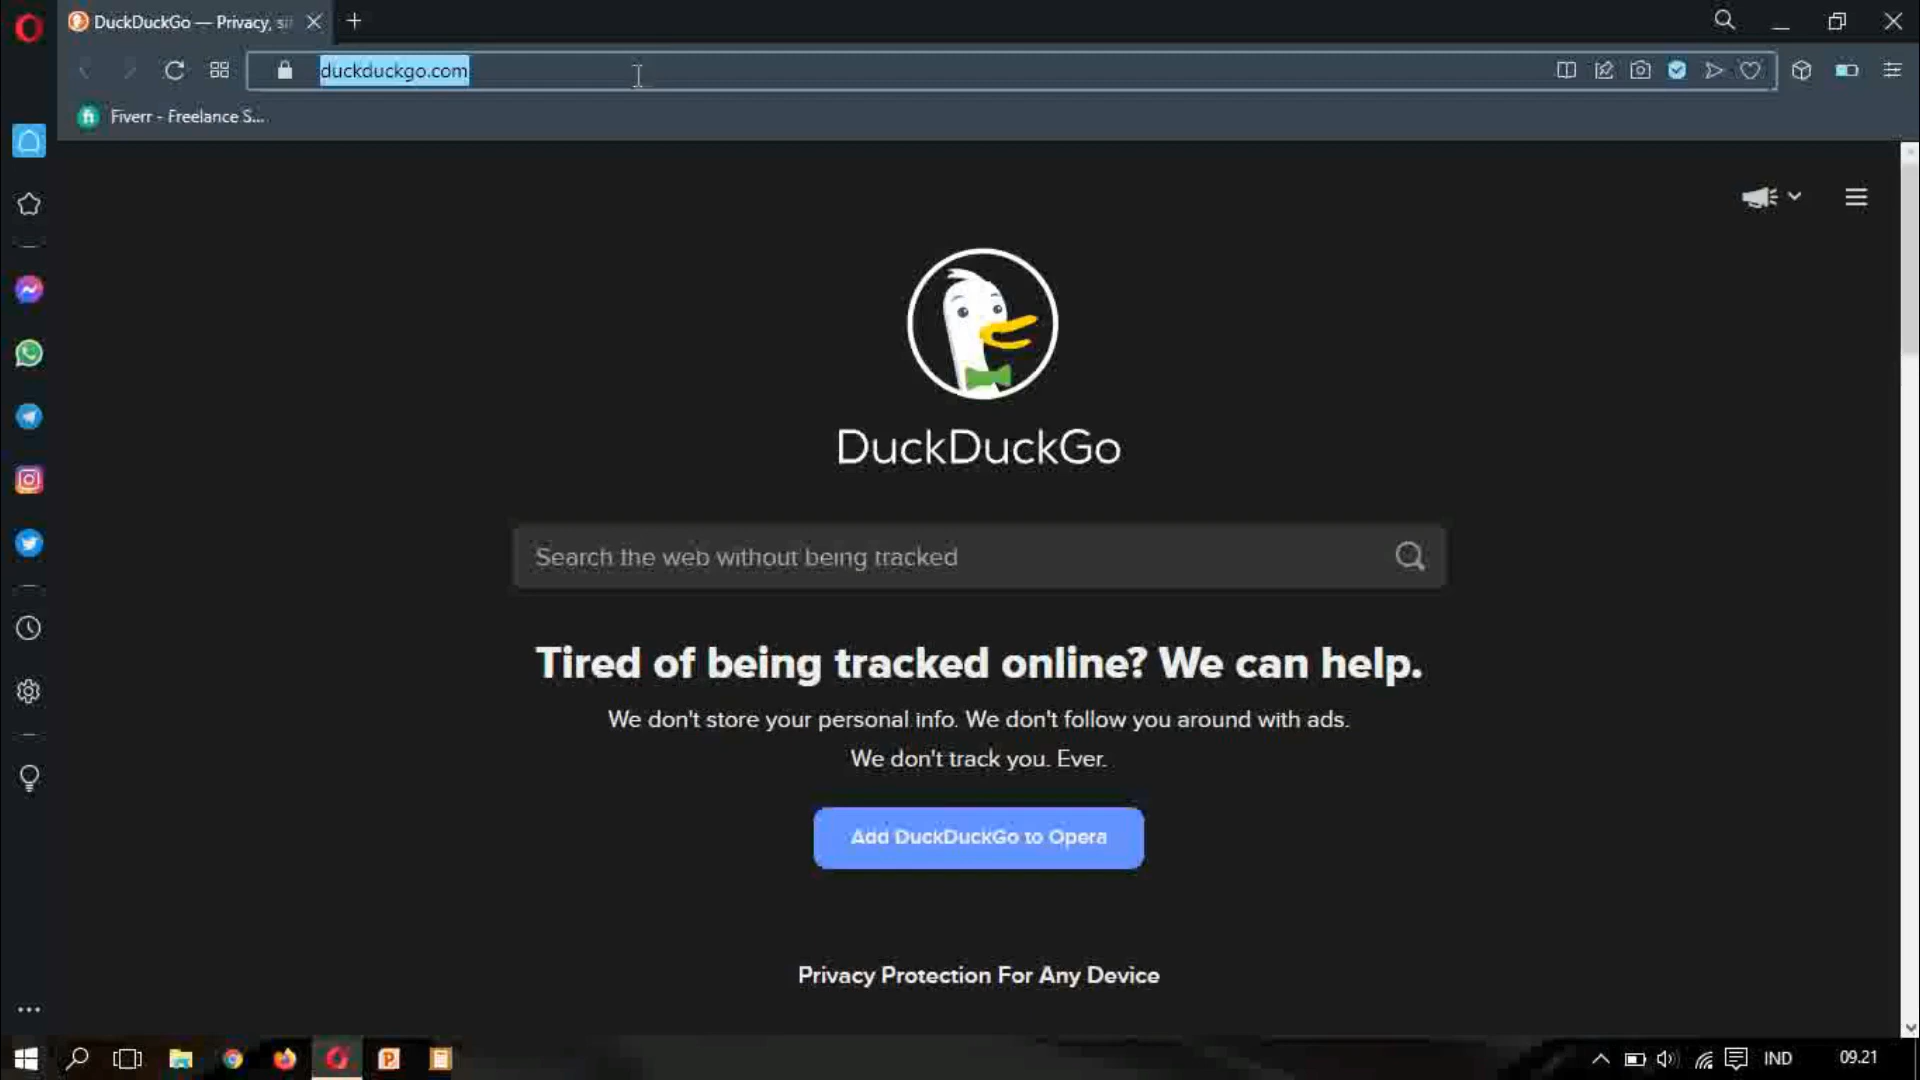 DuckDuckGo — Privacy, si
duckduckgo.com
Fiverr - Freelance S...
DuckDuckGo
Search the web without being tracked
Tired of being tracked online? We can help.
We don't store your personal info. We don't follow you around with ads.
We don't track you. Ever.
Add DuckDuckGo to Opera
Privacy Protection For Any Device
IND
09.21